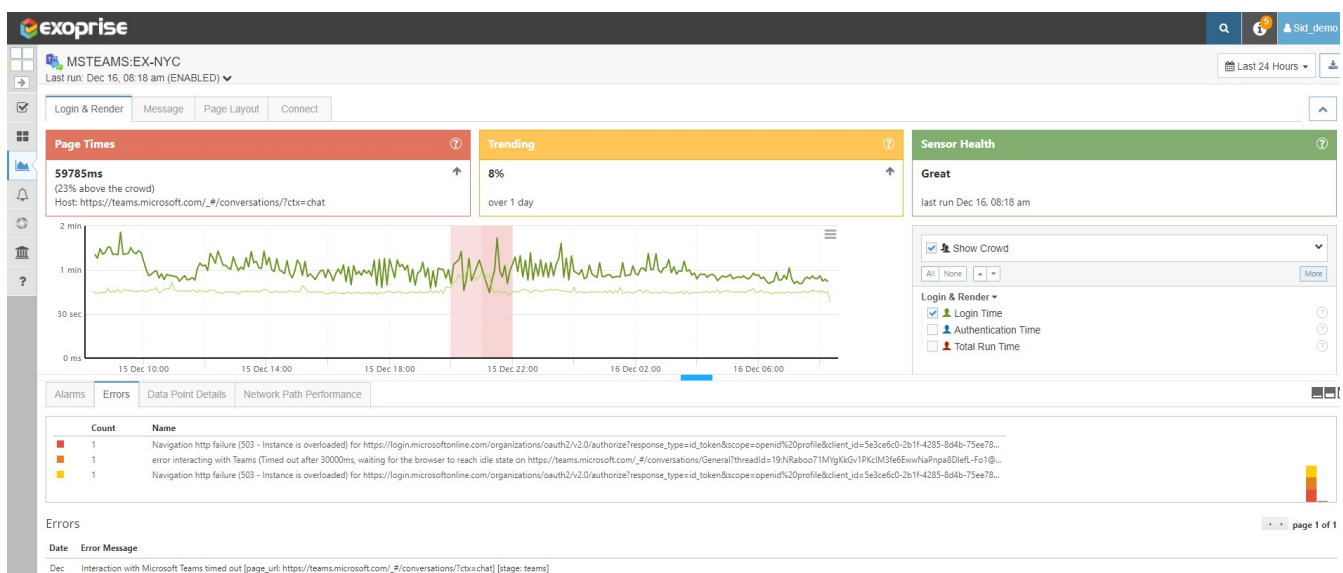 exoprise
5
Sid_demo
MSTEAMS:EX-NYC
Last run: Dec 16, 08:18 am (ENABLED)
Last 24 Hours
Login & Render Message Page Layout Connect
Page Times ?
59785ms
(23% above the crowd)
Host: https://teams.microsoft.com/_#/conversations/?ctx=chat
Trending ?
8%
over 1 day
Sensor Health ?
Great
last run Dec 16, 08:18 am
?
2 min
1 min
30 sec
0 ms
15 Dec 10:00 15 Dec 14:00 15 Dec 18:00 15 Dec 22:00 16 Dec 02:00 16 Dec 06:00
Show Crowd
All None More
Login & Render
Login Time ?
Authentication Time ?
Total Run Time ?
Alarms Errors Data Point Details Network Path Performance
Count Name
1 Navigation http failure (503 - Instance is overloaded) for https://login.microsoftonline.com/organizations/oauth2/v2.0/authorize?response_type=id_token&scope=openid%20profile&client_id=5e3ce6c0-2b1f-4285-8d4b-75ee78...
1 error interacting with Teams (Timed out after 30000ms, waiting for the browser to reach idle state on
1 Navigation http failure (503 - Instance is overloaded) for https://login.microsoftonline.com/organizations/oauth2/v2.0/authorize?response_type=id_token&scope=openid%20profile&client_id=5e3ce6c0-2b1f-4285-8d4b-75ee78...
Errors
page 1 of 1
Date Error Message
Dec Interaction with Microsoft Teams timed out [page_url: https://teams.microsoft.com/_#/conversations/?ctx=chat] [stage: teams]